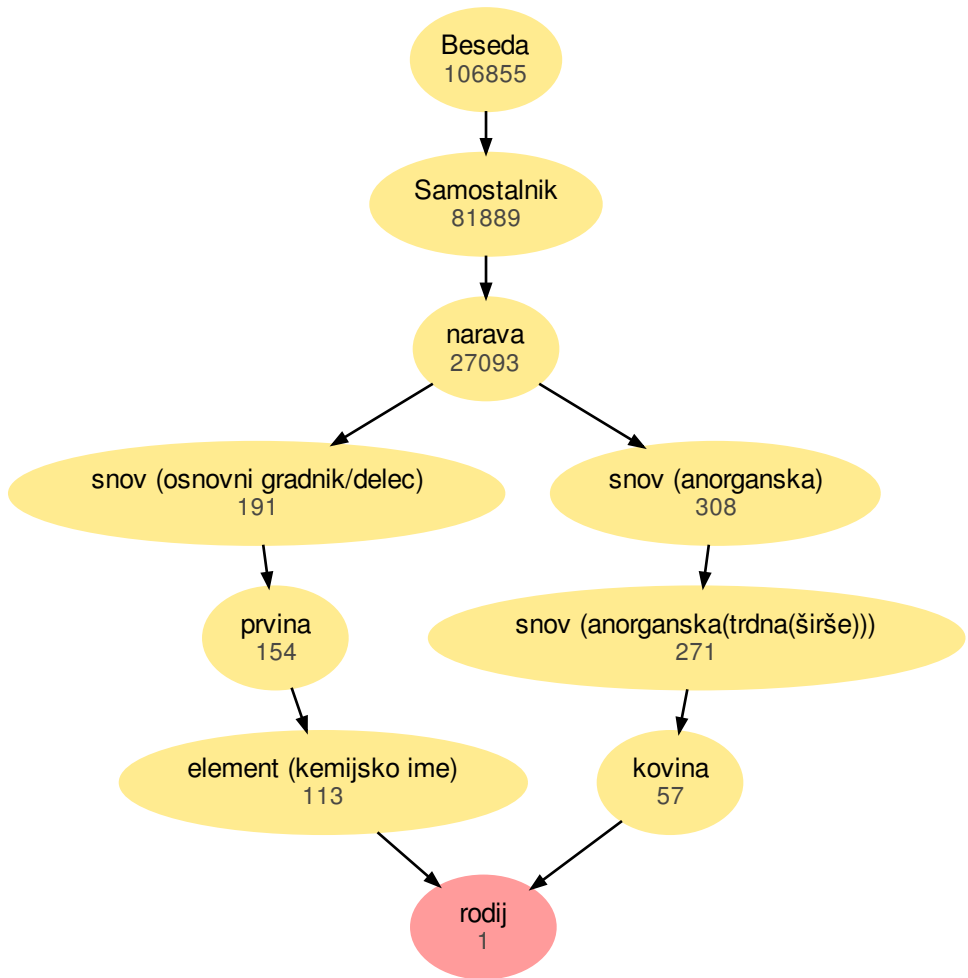 Beseda
106855
Samostalnik
81889
narava
27093
snov (osnovni gradnik/delec)
191
snov (anorganska)
308
prvina
154
snov (anorganska(trdna(širše)))
271
element (kemijsko ime)
113
kovina
57
rodij
1